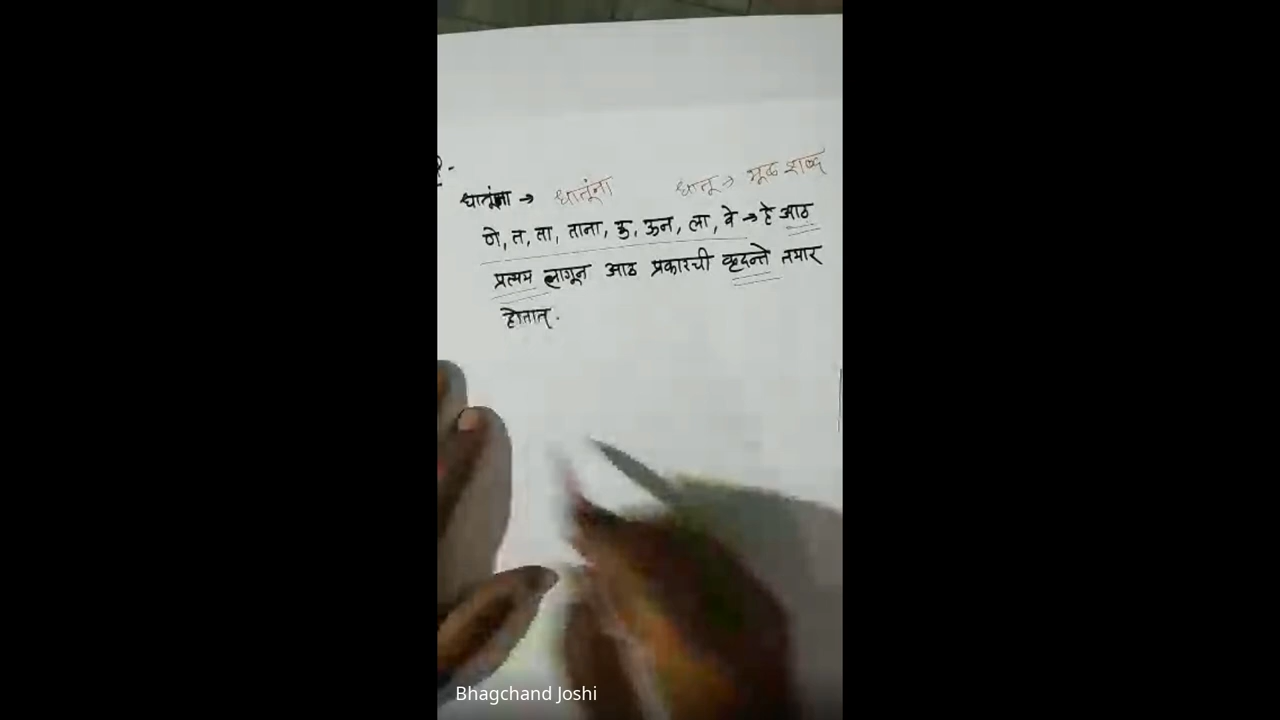 धातूंना → धातूंना धातू → मूळ शब्द
णे, त, ता, ताना, ऊ, ऊन, ला, वे → हे आठ
प्रत्यय लागून आठ प्रकारची कृदन्ते तयार
होतात.
Bhagchand Joshi